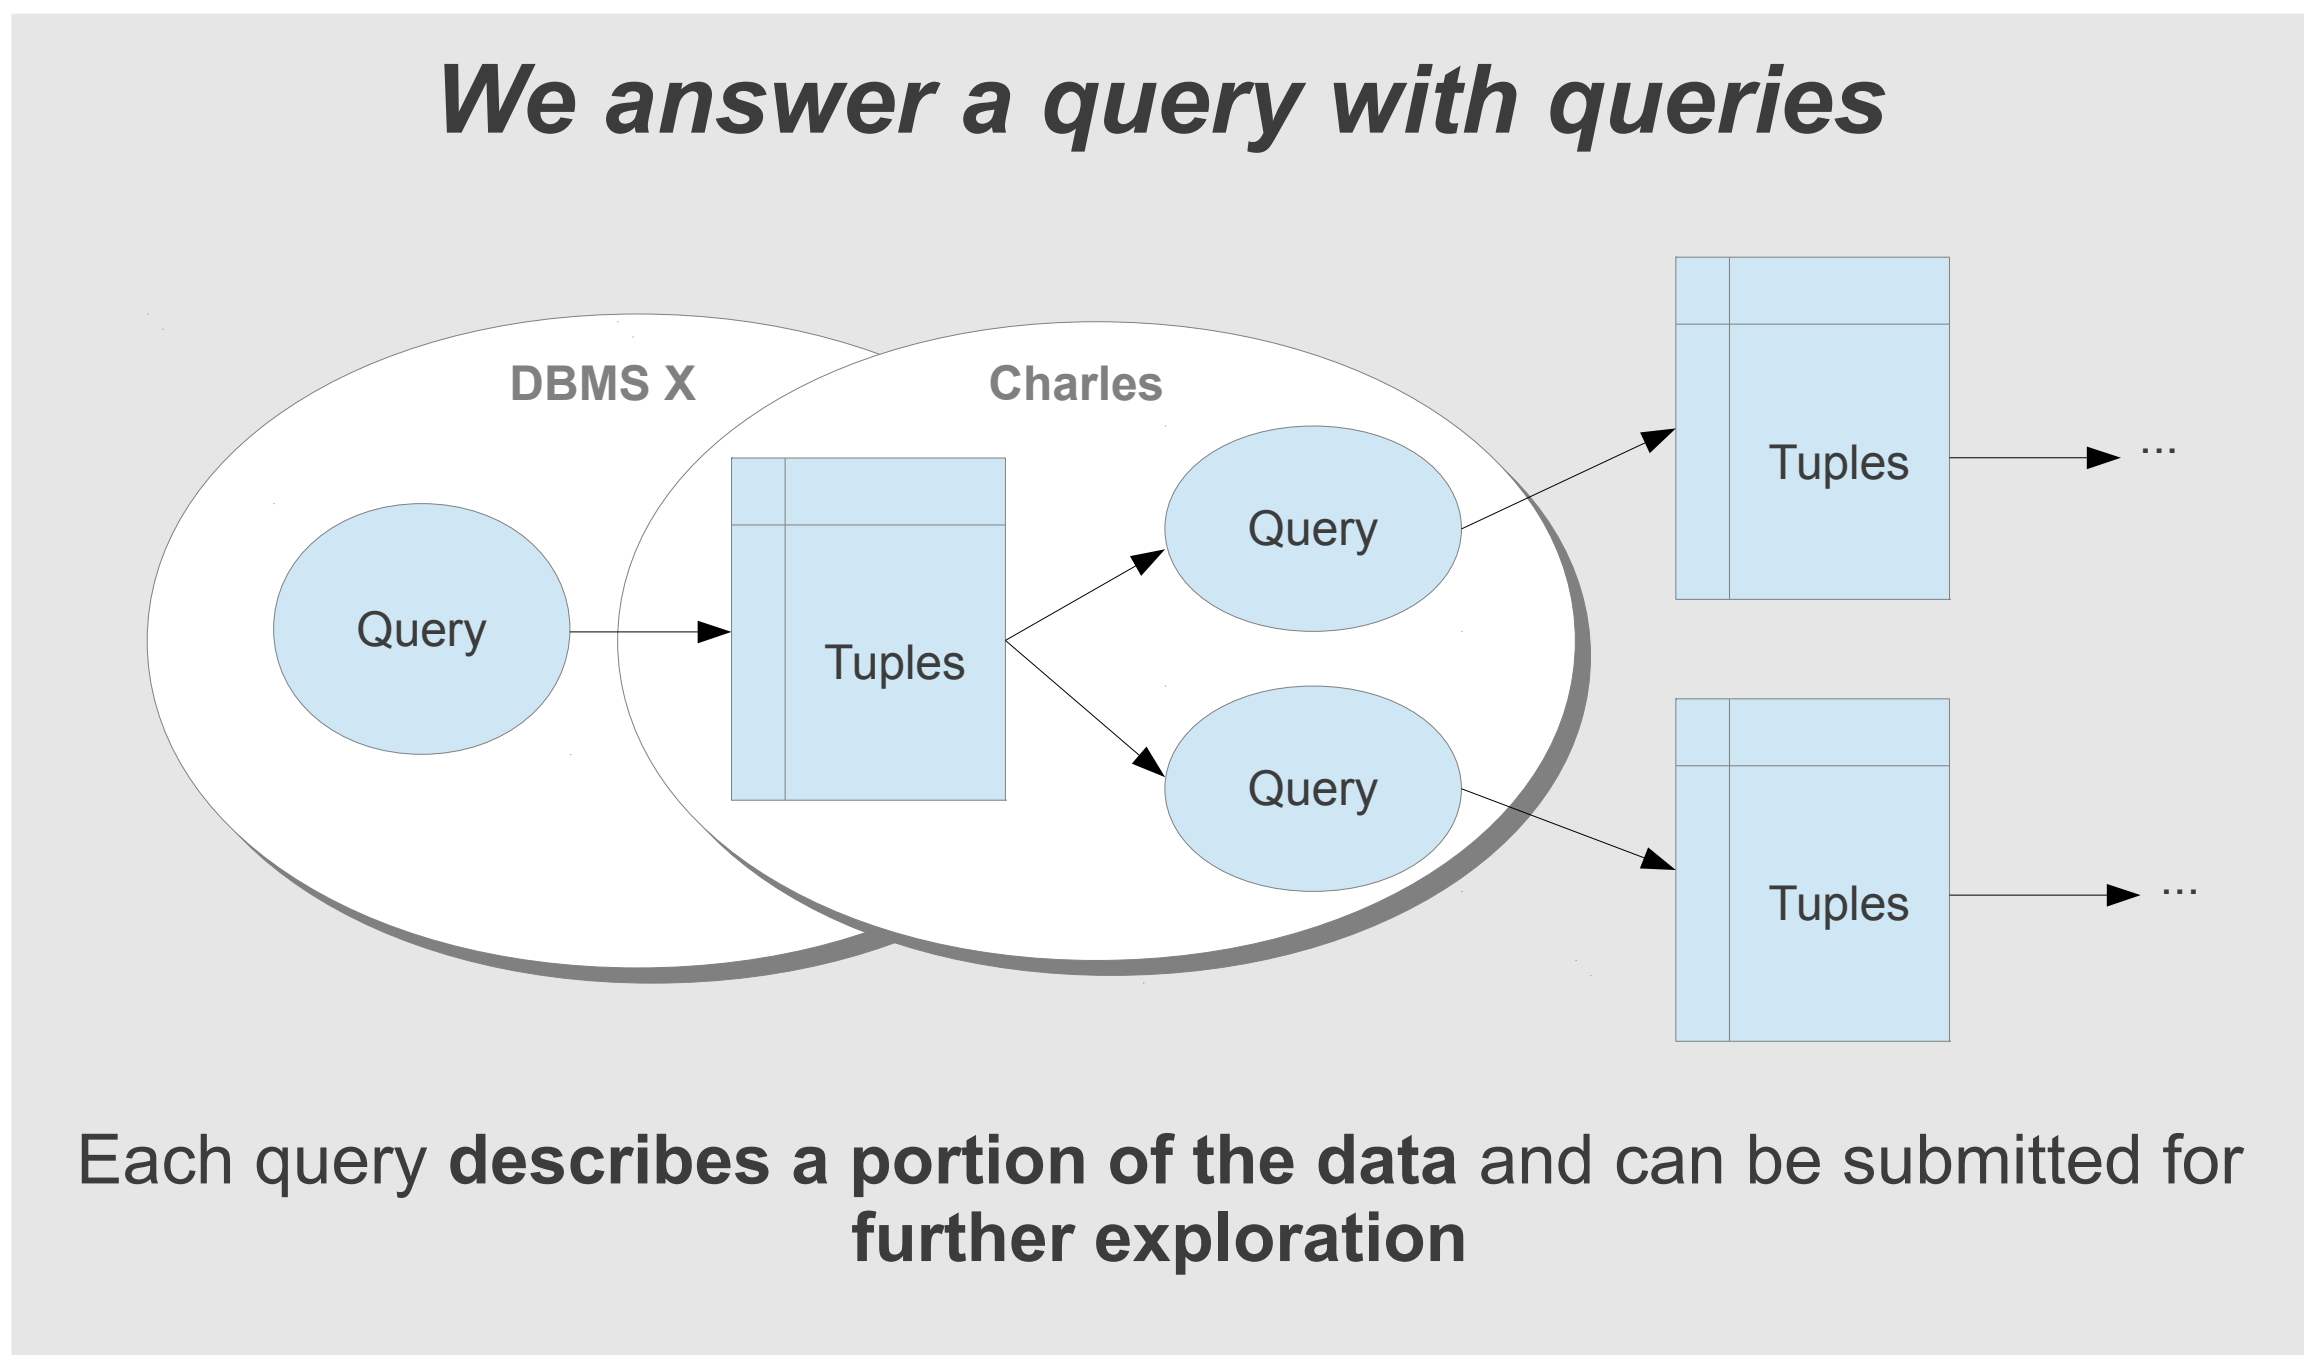 We answer a query with queries
DBMS X
Charles
Query
Tuples
Query
Query
Tuples
...
Tuples
...
Each query describes a portion of the data and can be submitted for
further exploration